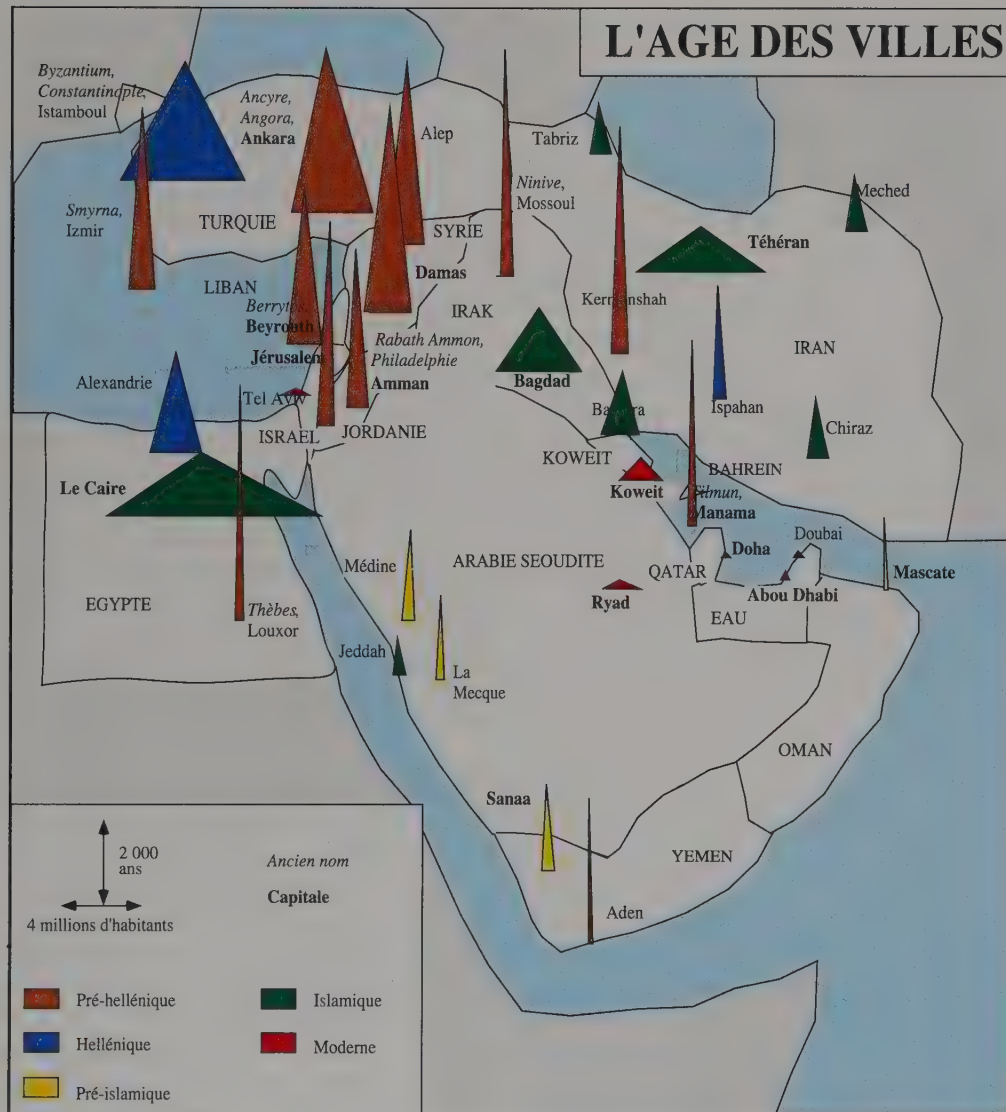 L'AGE DES VILLES
Byzantium,
Constantinople,
Istamboul
Ancyre,
Angora,
Ankara
Alep
Tabriz
Meched
Ninive,
Mossoul
Smyrna,
Izmir
TURQUIE
SYRIE
Téhéran
Damas
LIBAN
IRAK
Kermanshah
Berrytes,
Beyrouth
Rabath Ammon,
Philadelphie
IRAN
Jérusalem
Amman
Bagdad
Alexandrie
Tel Aviv
Ispahan
Chiraz
ISRAEL
JORDANIE
KOWEIT
BAHREIN
Le Caire
Koweit
Manama
Doubai
Médine
ARABIE SEOUDITE
Doha
QATAR
Mascate
Ryad
Abou Dhabi
EGYPTE
Thèbes,
Louxor
EAU
Jeddah
La
Mecque
OMAN
Sanaa
YEMEN
Aden
2 000
ans
Ancien nom
Capitale
4 millions d'habitants
Pré-hellénique
Islamique
Hellénique
Moderne
Pré-islamique